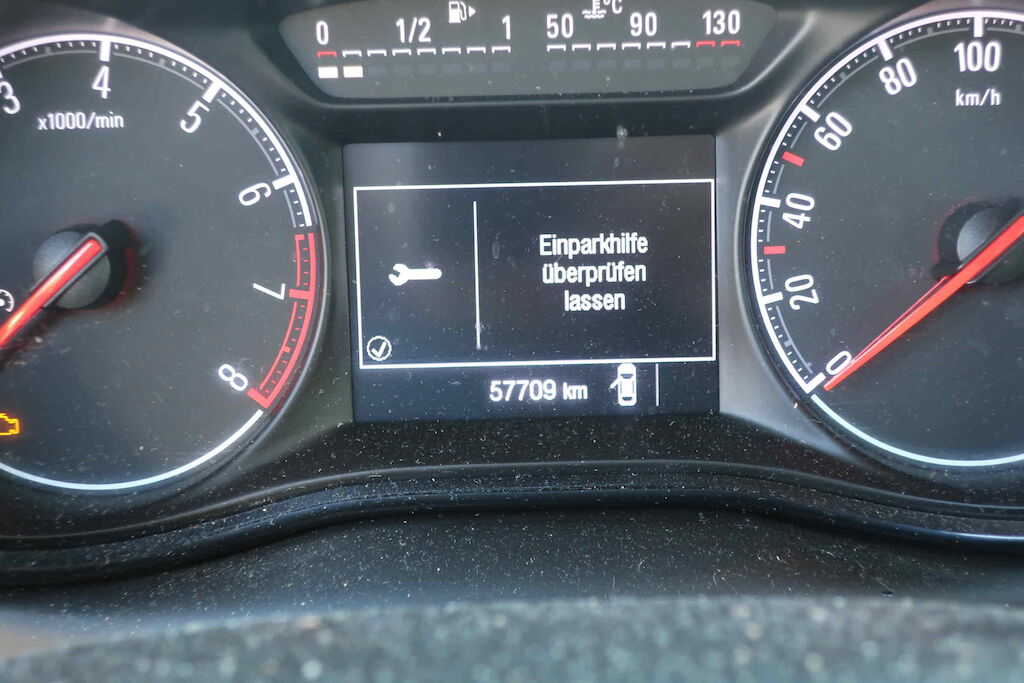 0 1/2 1 50 °C 90 130
3 4 5 6 7 8
x1000/min
Einparkhilfe
überprüfen
lassen
57709 km
0 20 40 60 80 100
km/h